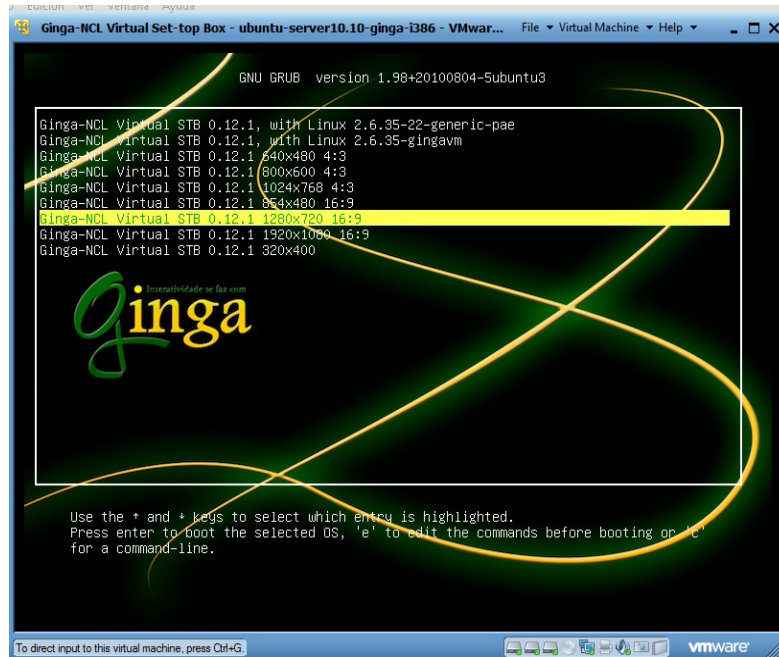 Edición Ver Ventana Ayuda
Ginga-NCL Virtual Set-top Box - ubuntu-server10.10-ginga-i386 - VMwar... File Virtual Machine Help
GNU GRUB version 1.98+20100804-5ubuntu3
Ginga-NCL Virtual STB 0.12.1, with Linux 2.6.35-22-generic-pae
Ginga-NCL Virtual STB 0.12.1, with Linux 2.6.35-gingavm
Ginga-NCL Virtual STB 0.12.1 640x480 4:3
Ginga-NCL Virtual STB 0.12.1 800x600 4:3
Ginga-NCL Virtual STB 0.12.1 1024x768 4:3
Ginga-NCL Virtual STB 0.12.1 854x480 16:9
Ginga-NCL Virtual STB 0.12.1 1280x720 16:9
Ginga-NCL Virtual STB 0.12.1 1920x1080 16:9
Ginga-NCL Virtual STB 0.12.1 320x400
Interatividade se faz com
Ginga
Use the ↑ and ↓ keys to select which entry is highlighted.
Press enter to boot the selected OS, 'e' to edit the commands before booting or 'c'
for a command-line.
To direct input to this virtual machine, press Ctrl+G.
vmware